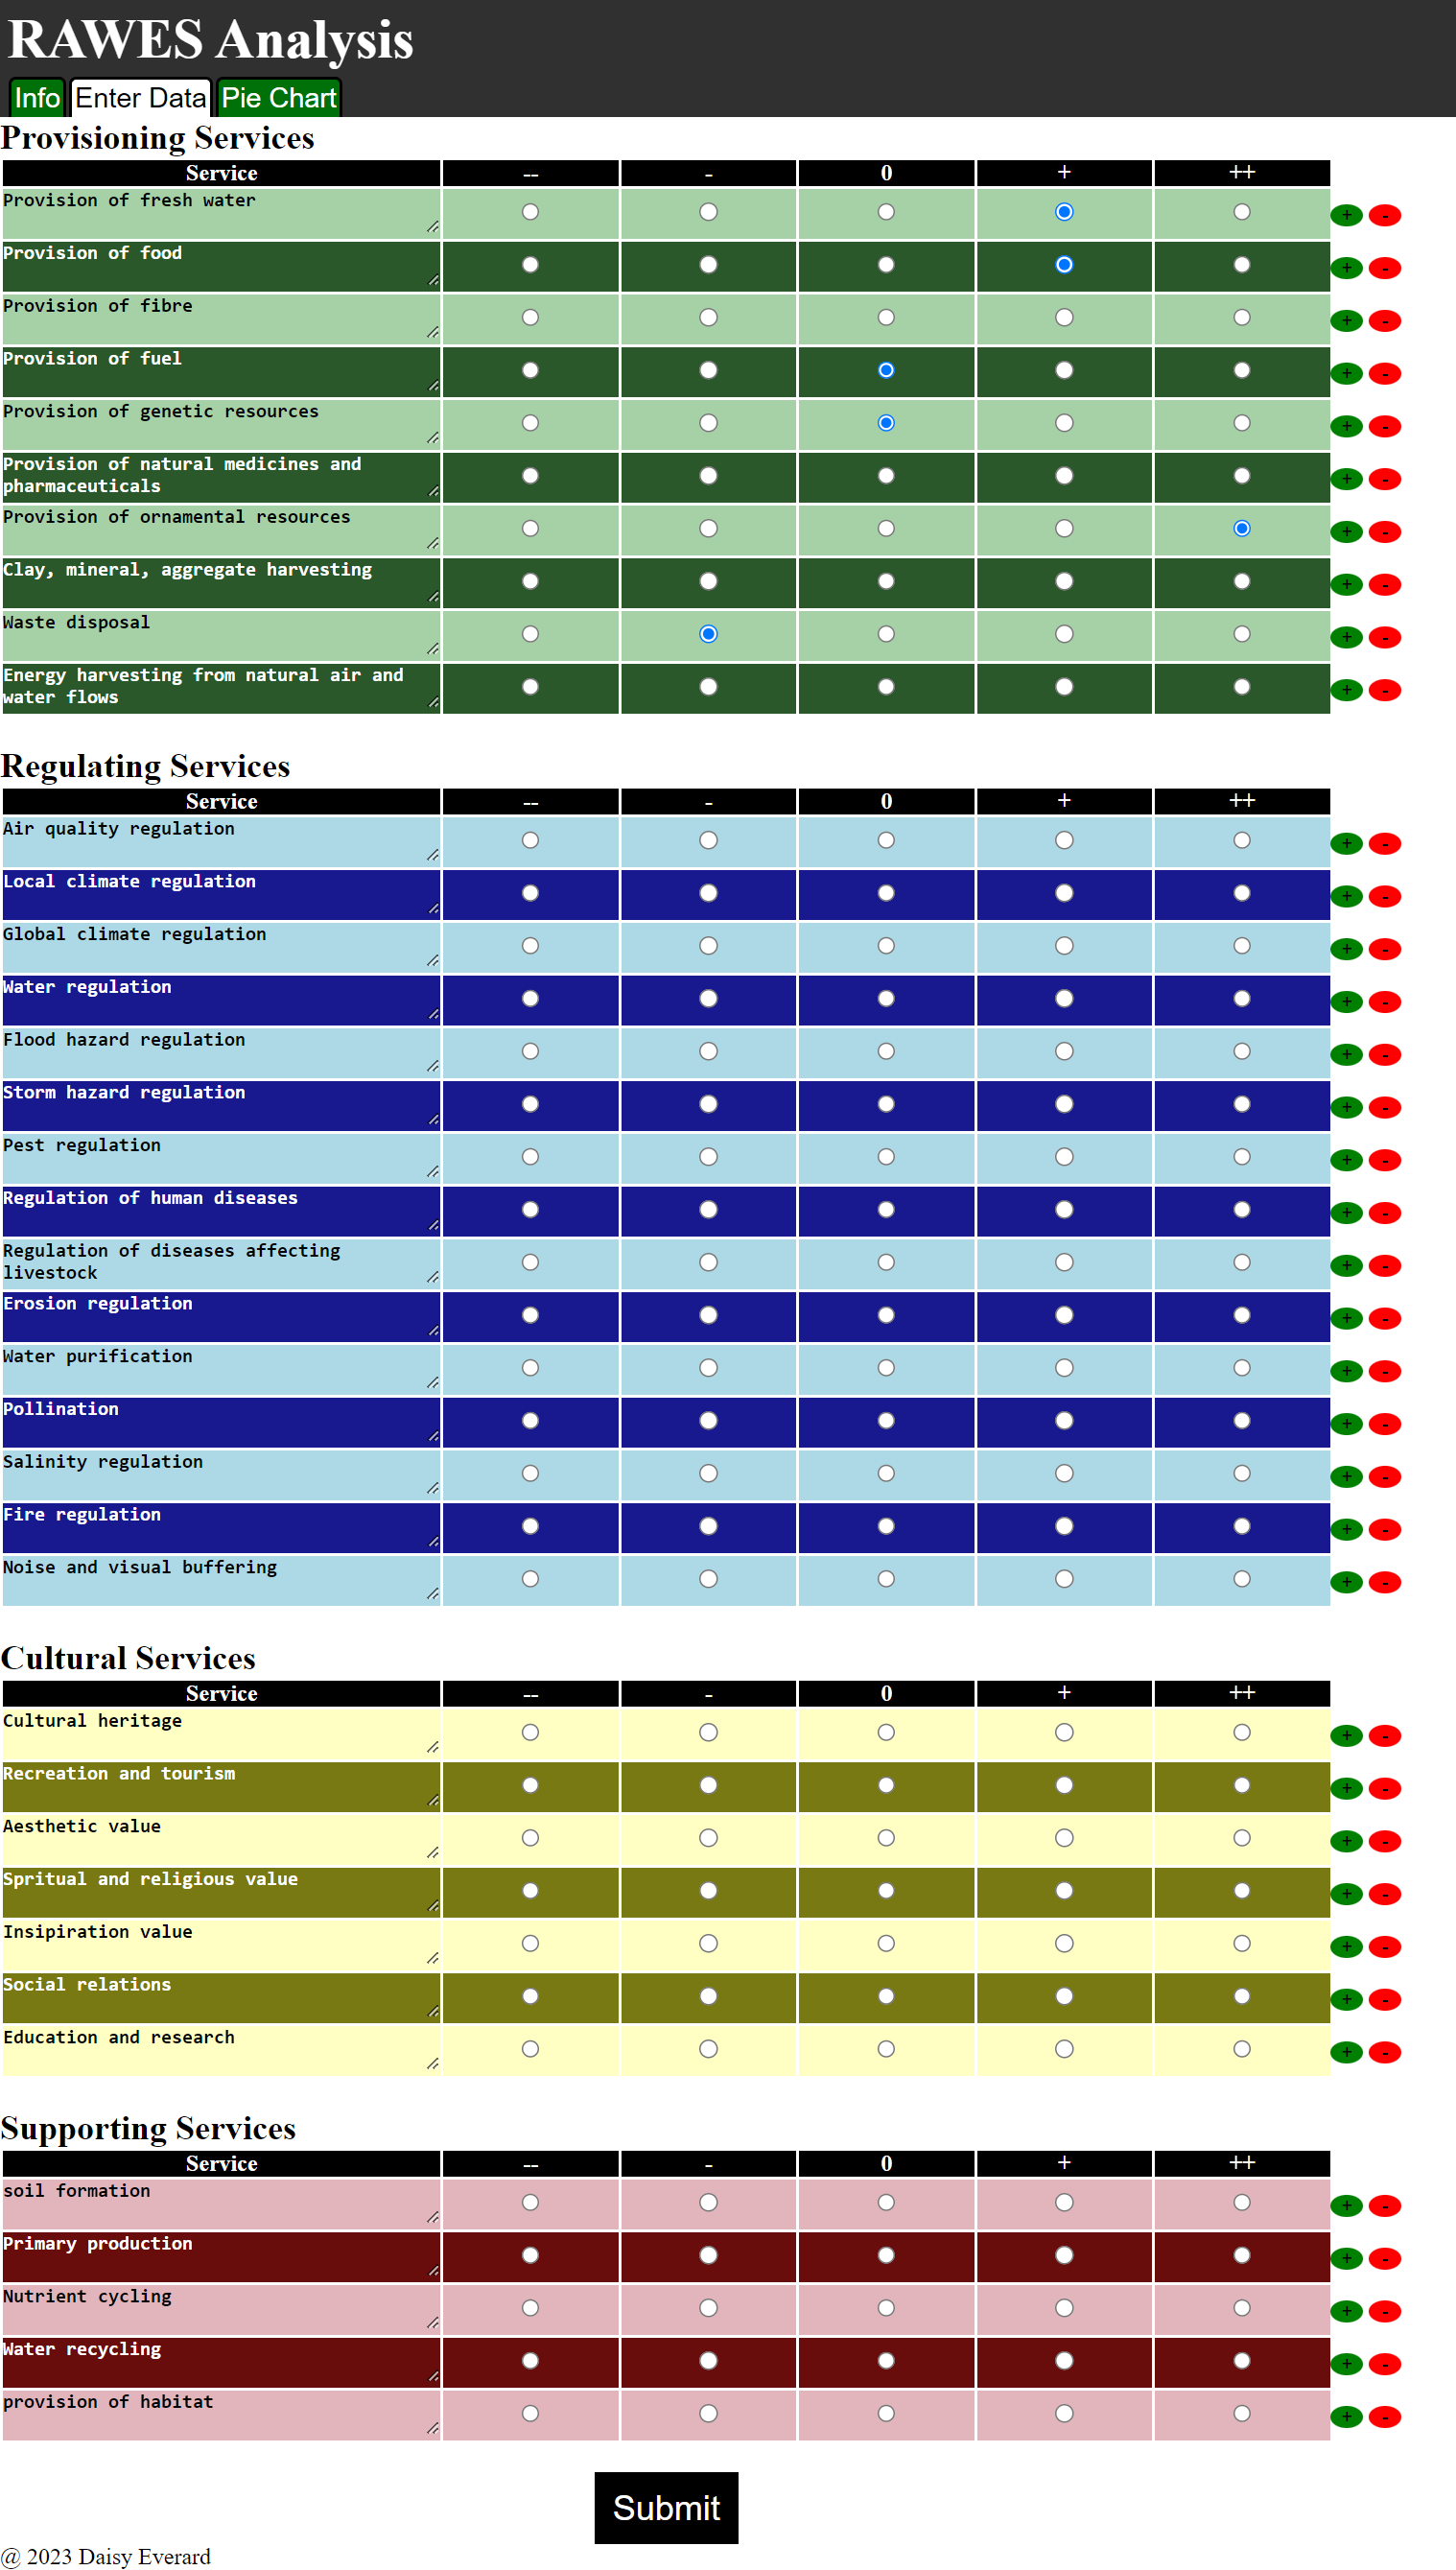 RAWES Analysis
Info Enter Data Pie Chart
Provisioning Services
Service -- - 0 + ++
Provision of fresh water + -
Provision of food + -
Provision of fibre + -
Provision of fuel + -
Provision of genetic resources + -
Provision of natural medicines and
pharmaceuticals + -
Provision of ornamental resources + -
Clay, mineral, aggregate harvesting + -
Waste disposal + -
Energy harvesting from natural air and
water flows + -
Regulating Services
Service -- - 0 + ++
Air quality regulation + -
Local climate regulation + -
Global climate regulation + -
Water regulation + -
Flood hazard regulation + -
Storm hazard regulation + -
Pest regulation + -
Regulation of human diseases + -
Regulation of diseases affecting
livestock + -
Erosion regulation + -
Water purification + -
Pollination + -
Salinity regulation + -
Fire regulation + -
Noise and visual buffering + -
Cultural Services
Service -- - 0 + ++
Cultural heritage + -
Recreation and tourism + -
Aesthetic value + -
Spritual and religious value + -
Insipiration value + -
Social relations + -
Education and research + -
Supporting Services
Service -- - 0 + ++
soil formation + -
Primary production + -
Nutrient cycling + -
Water recycling + -
provision of habitat + -
Submit
@ 2023 Daisy Everard